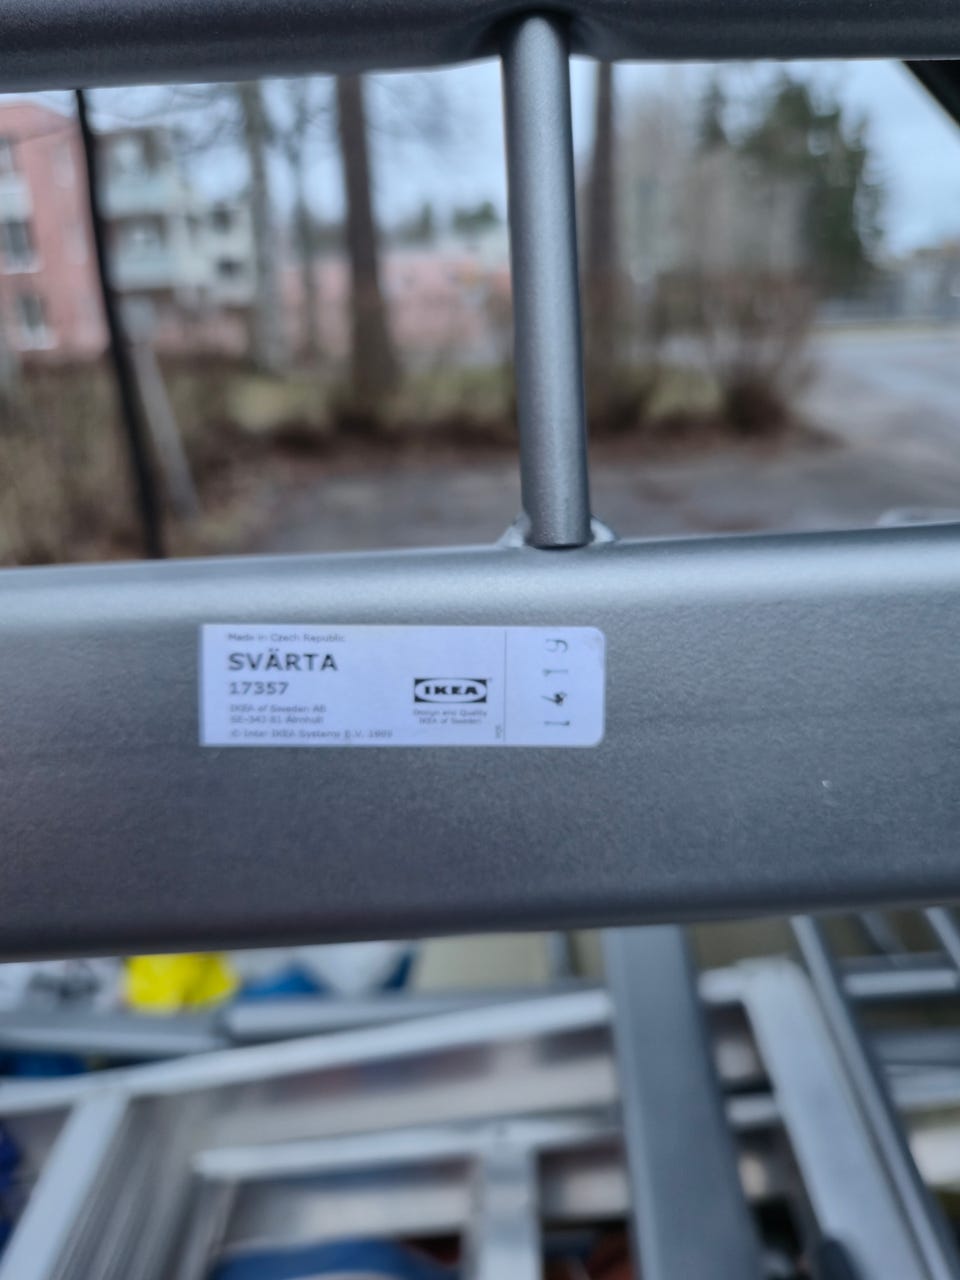 Made in Czech Republic
SVÄRTA
17357
IKEA of Sweden AB
SE-343 81 Älmhult
© Inter IKEA Systems B.V. 1999
IKEA
Design and Quality
IKEA of Sweden
1419